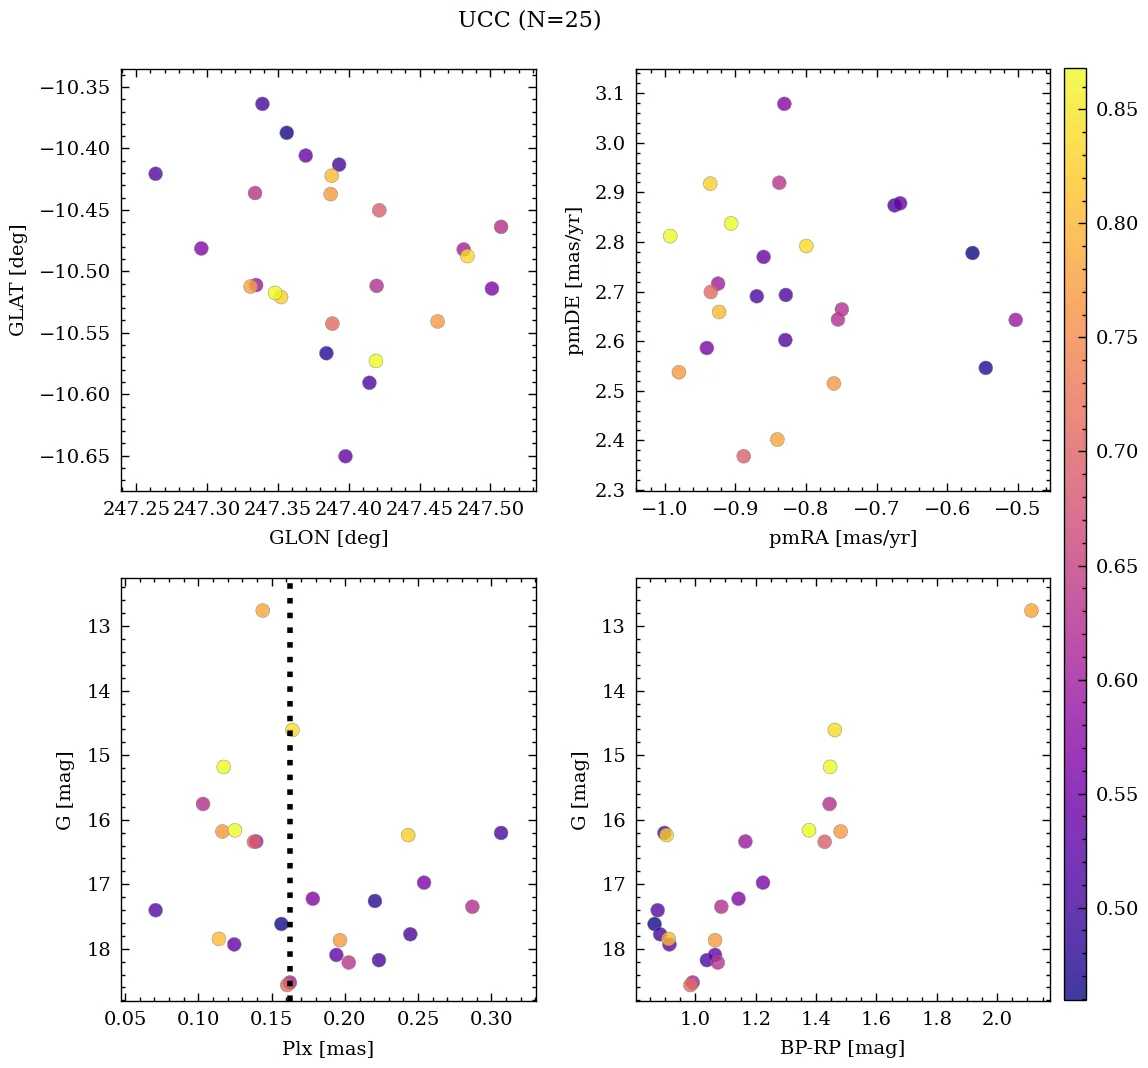 UCC (N=25)
−10.35
−10.40
−10.45
−10.50
−10.55
−10.60
−10.65
GLAT [deg]
247.25 247.30 247.35 247.40 247.45 247.50
GLON [deg]
3.1
3.0
2.9
2.8
2.7
2.6
2.5
2.4
2.3
pmDE [mas/yr]
−1.0 −0.9 −0.8 −0.7 −0.6 −0.5
pmRA [mas/yr]
13
14
15
16
17
18
G [mag]
0.05 0.10 0.15 0.20 0.25 0.30
Plx [mas]
13
14
15
16
17
18
G [mag]
1.0 1.2 1.4 1.6 1.8 2.0
BP-RP [mag]
0.85
0.80
0.75
0.70
0.65
0.60
0.55
0.50